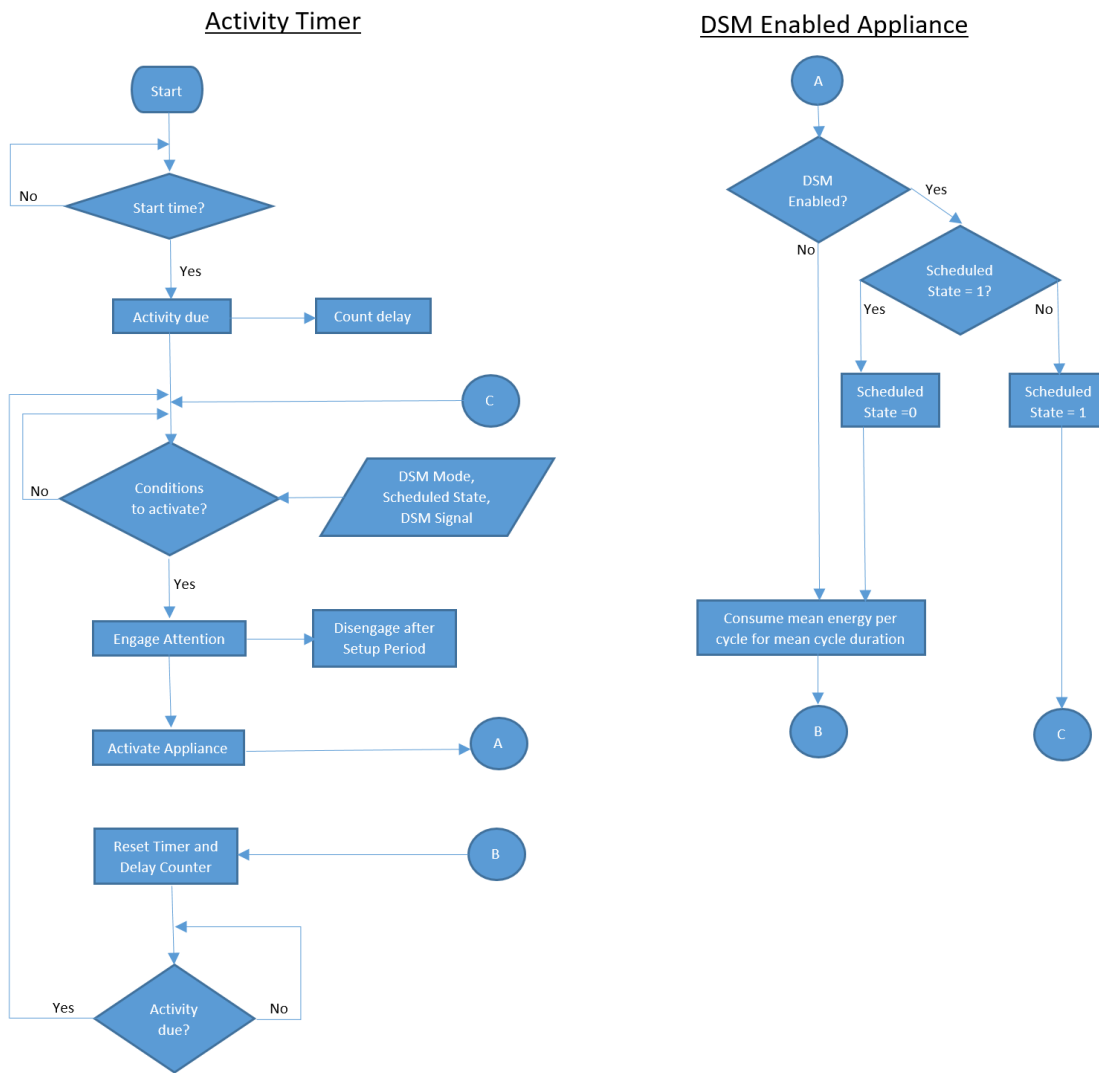 Activity Timer
Start
No
Start time?
Yes
Activity due
Count delay
C
No
Conditions
to activate?
DSM Mode,
Scheduled State,
DSM Signal
Yes
Engage Attention
Disengage after
Setup Period
Activate Appliance
A
Reset Timer and
Delay Counter
B
Yes
Activity
due?
No
DSM Enabled Appliance
A
DSM
Enabled?
Yes
No
Scheduled
State = 1?
Yes
No
Scheduled
State =0
Scheduled
State = 1
Consume mean energy per
cycle for mean cycle duration
B
C